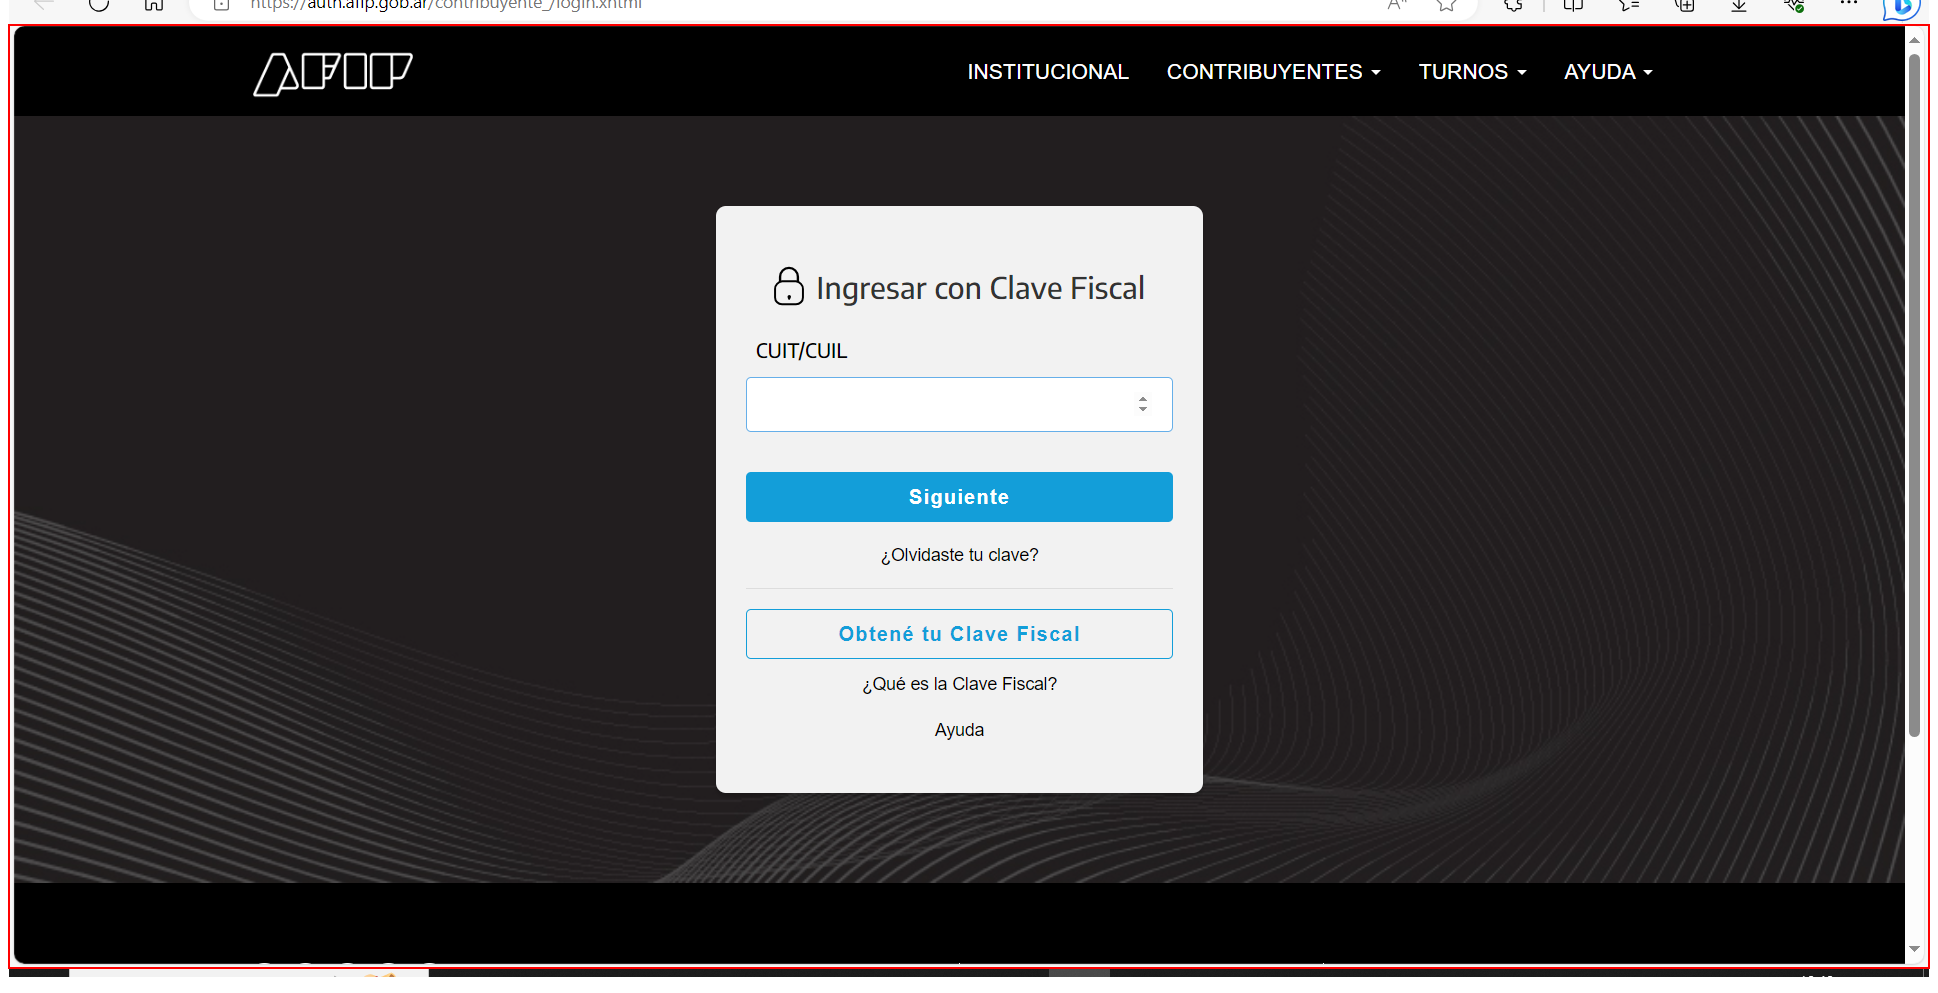 https://auth.afip.gob.ar/contribuyente_/login.xhtml
AFIP
INSTITUCIONAL CONTRIBUYENTES TURNOS AYUDA
Ingresar con Clave Fiscal
CUIT/CUIL
Siguiente
¿Olvidaste tu clave?
Obtené tu Clave Fiscal
¿Qué es la Clave Fiscal?
Ayuda